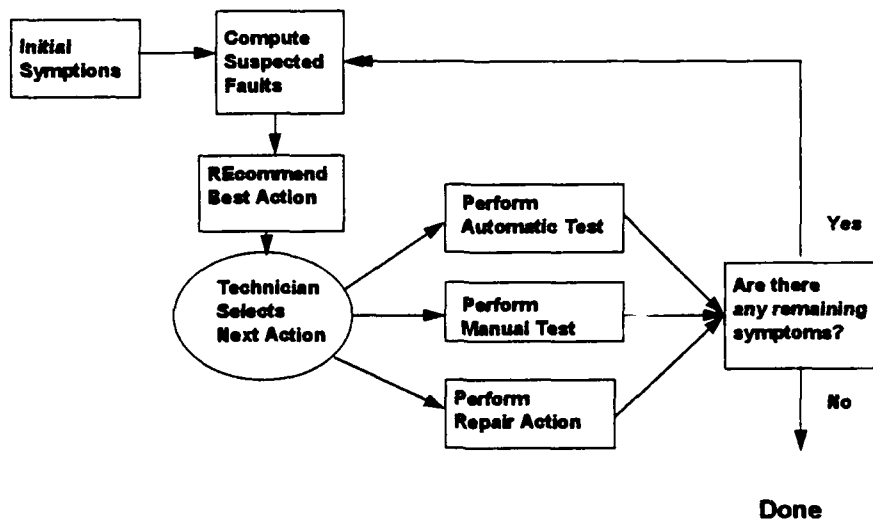 Initial
Symptions
Compute
Suspected
Faults
REcommend
Best Action
Technician
Selects
Next Action
Perform
Automatic Test
Perform
Manual Test
Perform
Repair Action
Yes
Are there
any remaining
symptoms?
No
Done